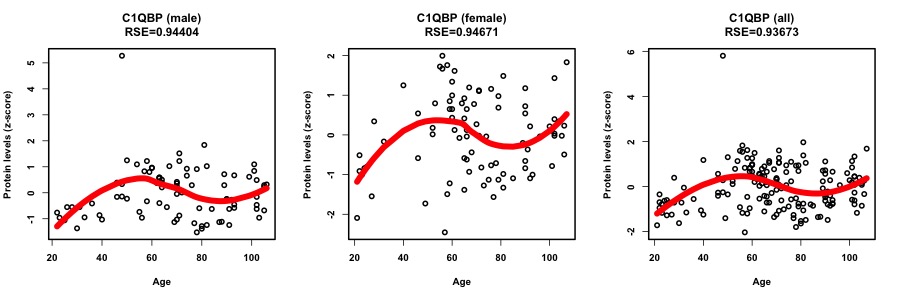 C1QBP (male)
RSE=0.94404
Protein levels (z-score)
5
4
3
2
1
0
-1
20 40 60 80 100
Age
C1QBP (female)
RSE=0.94671
Protein levels (z-score)
2
1
0
-1
-2
20 40 60 80 100
Age
C1QBP (all)
RSE=0.93673
Protein levels (z-score)
6
4
2
0
-2
20 40 60 80 100
Age